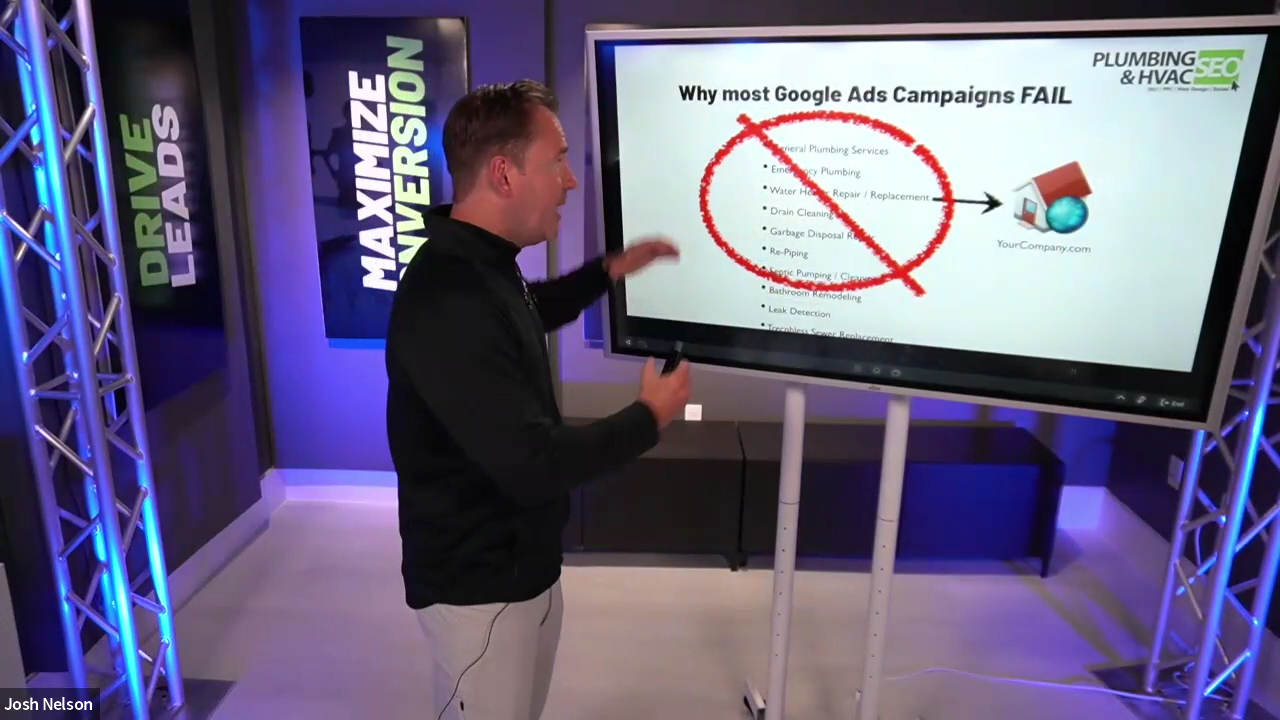 DRIVE
LEADS
MAXIMIZE
CONVERSION
PLUMBING
& HVAC SEO
Why most Google Ads Campaigns FAIL
General Plumbing Services
• Emergency Plumbing
• Water Heater Repair / Replacement
• Drain Cleaning
• Garbage Disposal
• Re-Piping
• Septic Pumping / Cleaning
• Bathroom Remodeling
• Leak Detection
• Trenchless Sewer Replacement
YourCompany.com
End
Josh Nelson